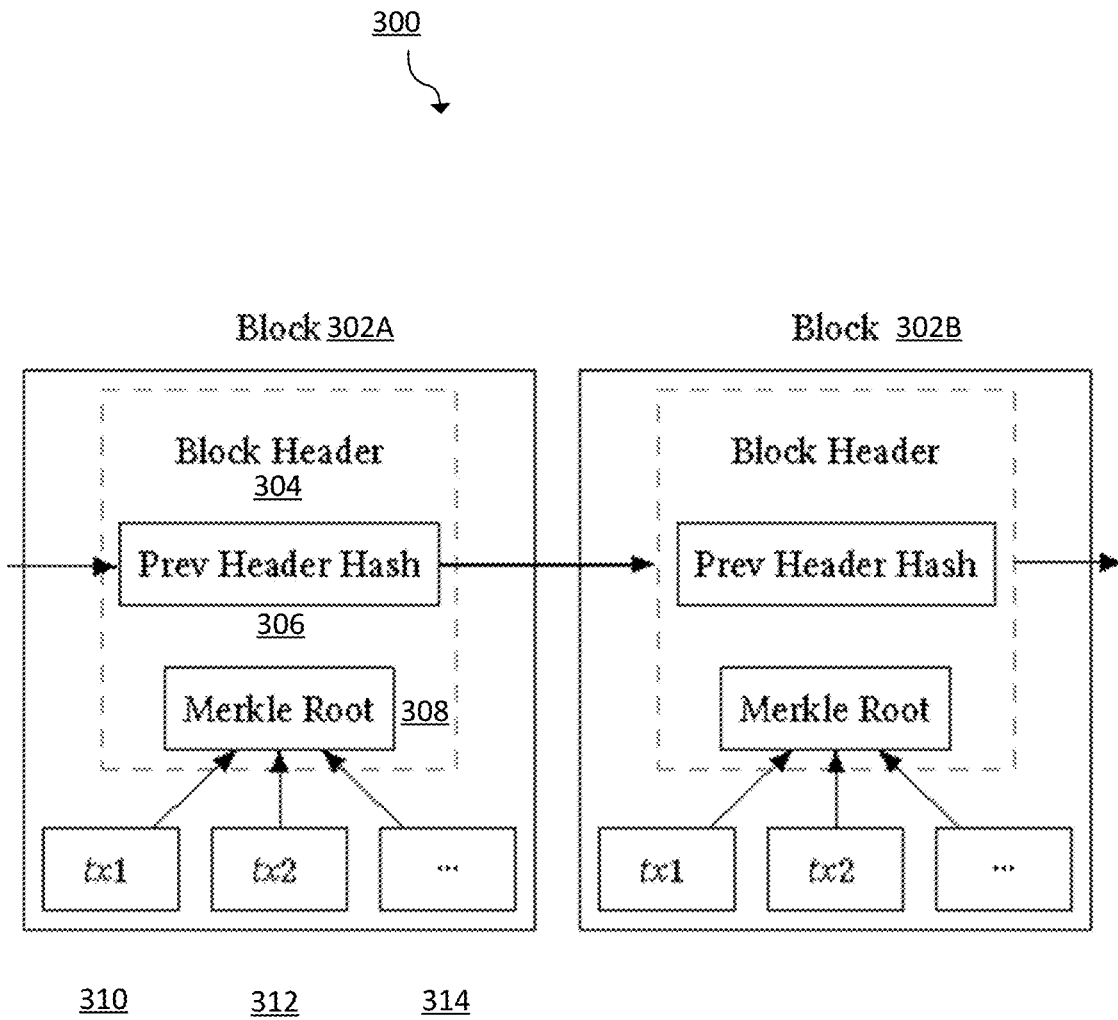 300
Block 302A
Block 302B
Block Header
304
Prev Header Hash
306
Merkle Root 308
tx1
tx2
...
Block Header
Prev Header Hash
Merkle Root
tx1
tx2
...
310
312
314